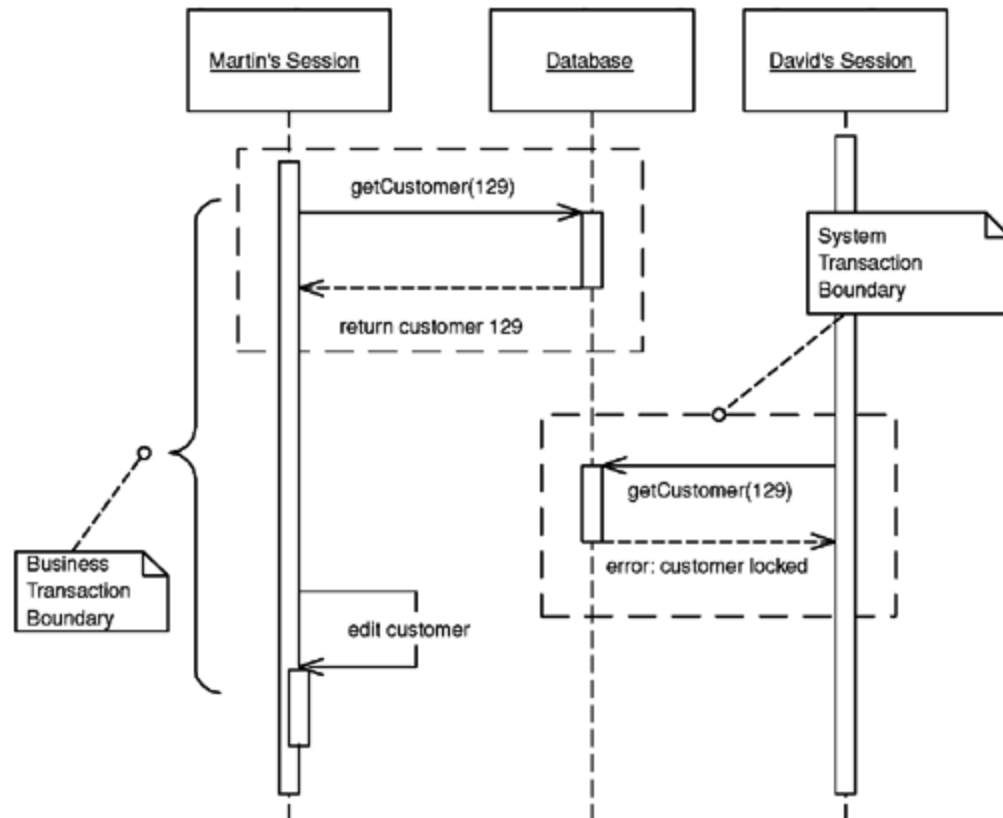 Martin's Session
Database
David's Session
getCustomer(129)
return customer 129
System
Transaction
Boundary
getCustomer(129)
error: customer locked
Business
Transaction
Boundary
edit customer